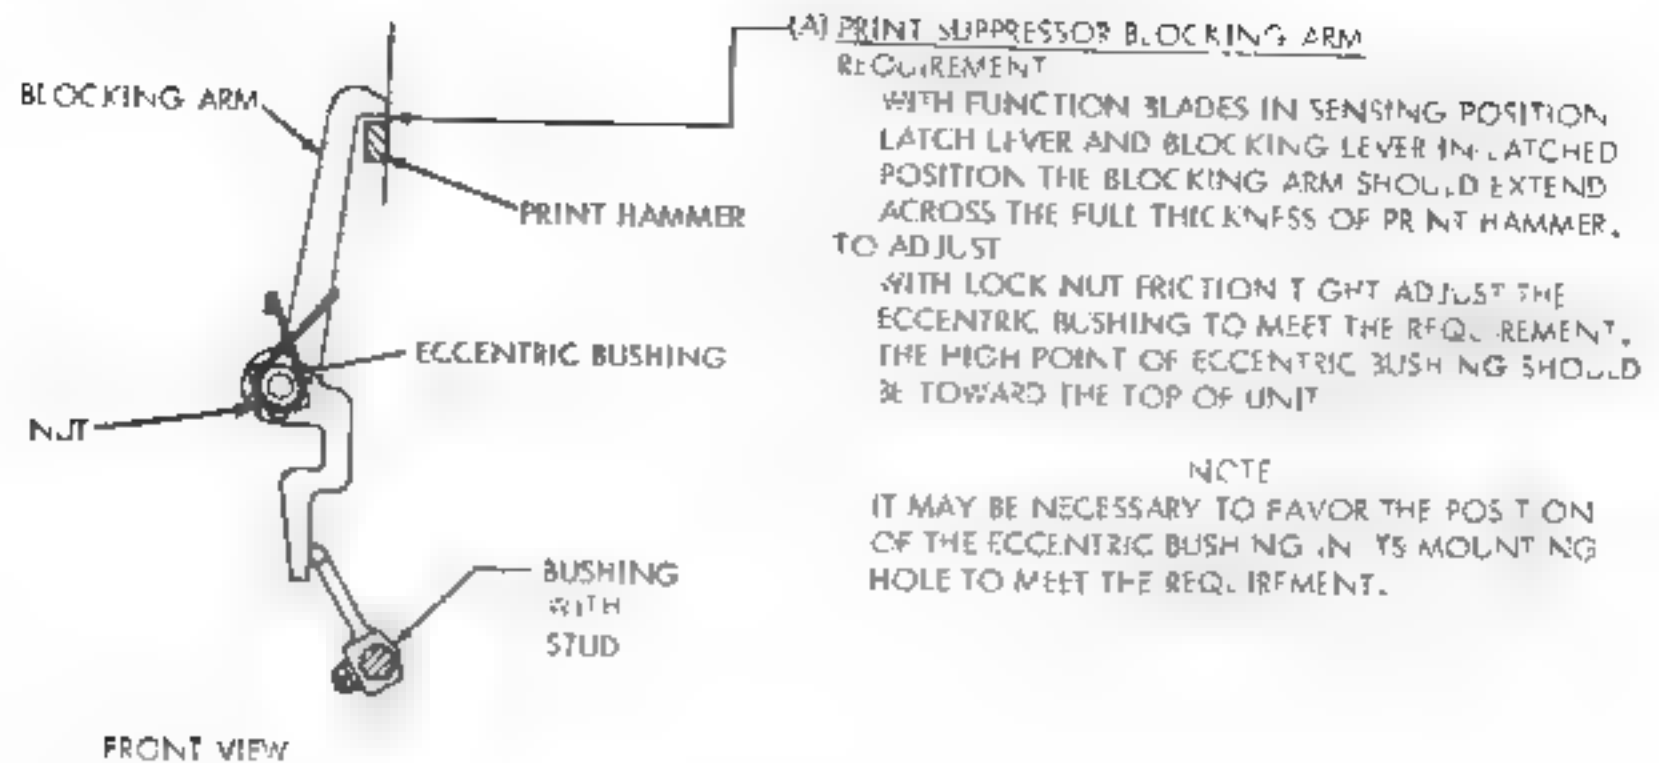 (A) PRINT SUPPRESSOR BLOCKING ARM
REQUIREMENT
WITH FUNCTION BLADES IN SENSING POSITION
LATCH LEVER AND BLOCKING LEVER IN LATCHED
POSITION THE BLOCKING ARM SHOULD EXTEND
ACROSS THE FULL THICKNESS OF PRINT HAMMER.
TO ADJUST
WITH LOCK NUT FRICTION TIGHT ADJUST THE
ECCENTRIC BUSHING TO MEET THE REQUIREMENT.
THE HIGH POINT OF ECCENTRIC BUSHING SHOULD
BE TOWARD THE TOP OF UNIT
NOTE
IT MAY BE NECESSARY TO FAVOR THE POSITION
OF THE ECCENTRIC BUSHING IN ITS MOUNTING
HOLE TO MEET THE REQUIREMENT.
BLOCKING ARM
PRINT HAMMER
ECCENTRIC BUSHING
NUT
BUSHING
WITH
STUD
FRONT VIEW